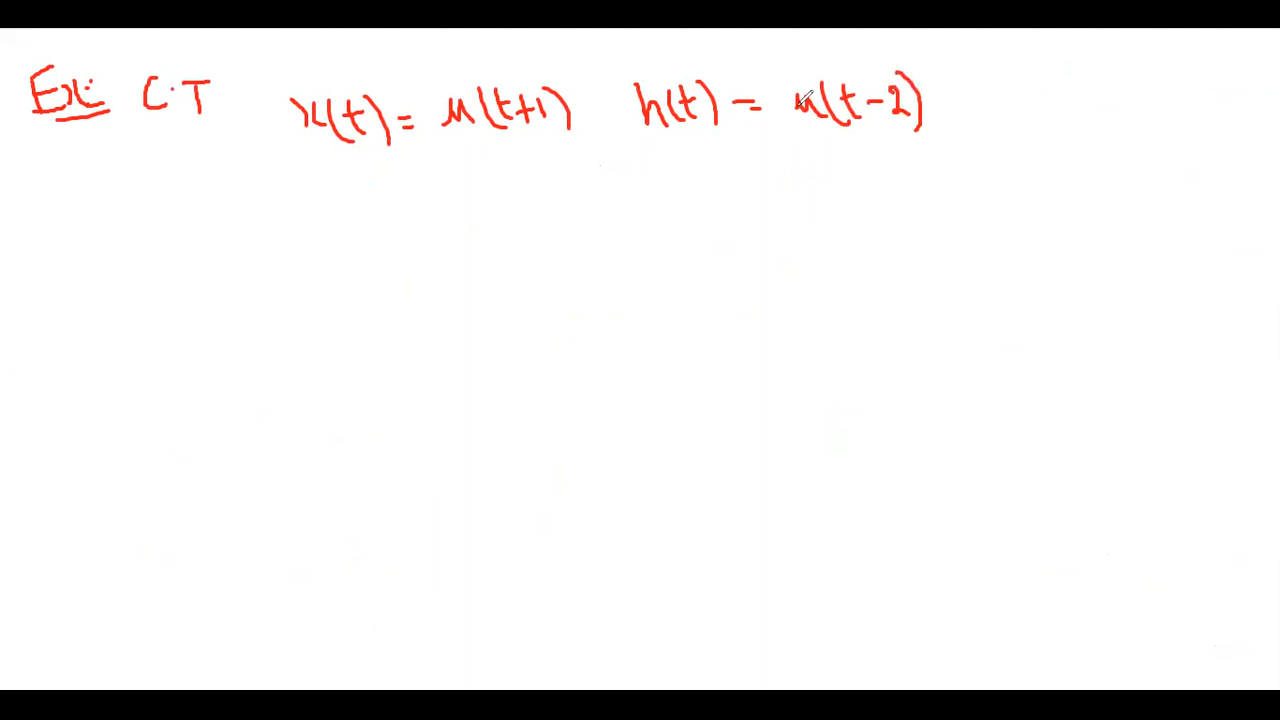 Ex:- C.T x(t) = u(t+1) h(t) = u(t-2)